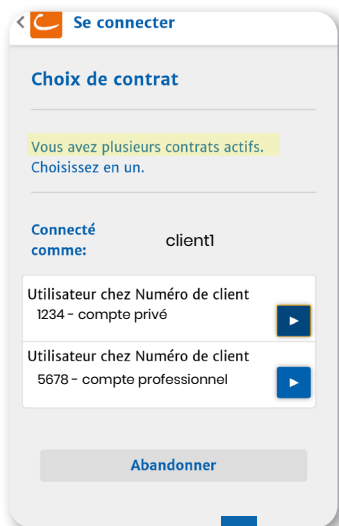 Se connecter
Choix de contrat
Vous avez plusieurs contrats actifs.
Choisissez en un.
Connecté
comme:
client1
Utilisateur chez Numéro de client
1234 - compte privé
Utilisateur chez Numéro de client
5678 - compte professionnel
Abandonner